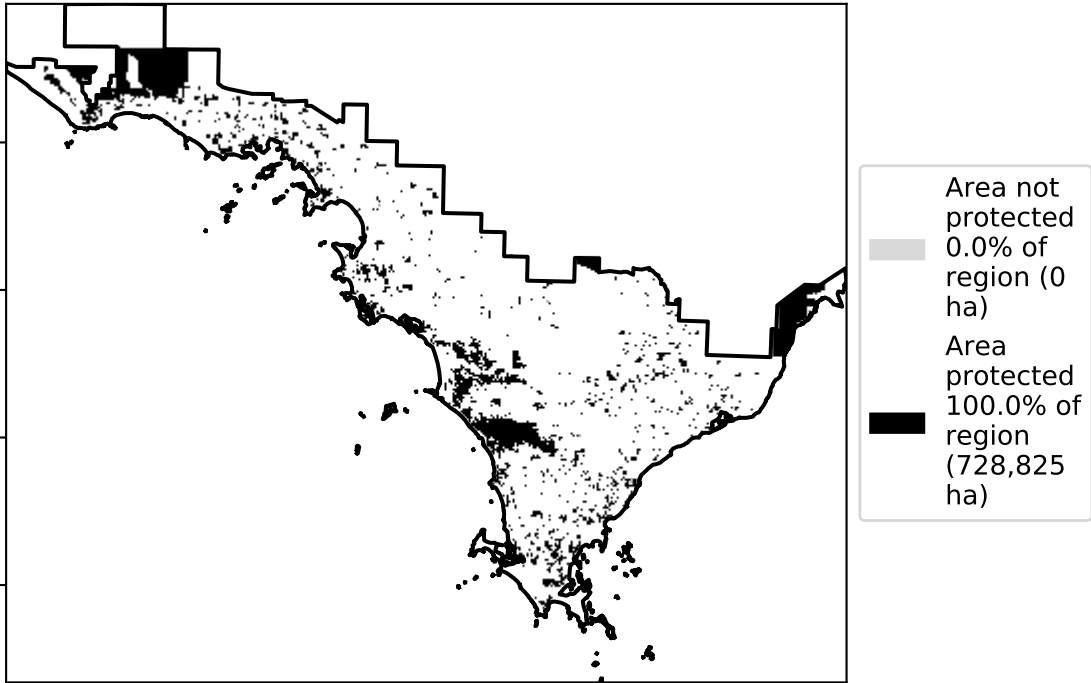 Area not
protected
0.0% of
region (0
ha)
Area
protected
100.0% of
region
(728,825
ha)